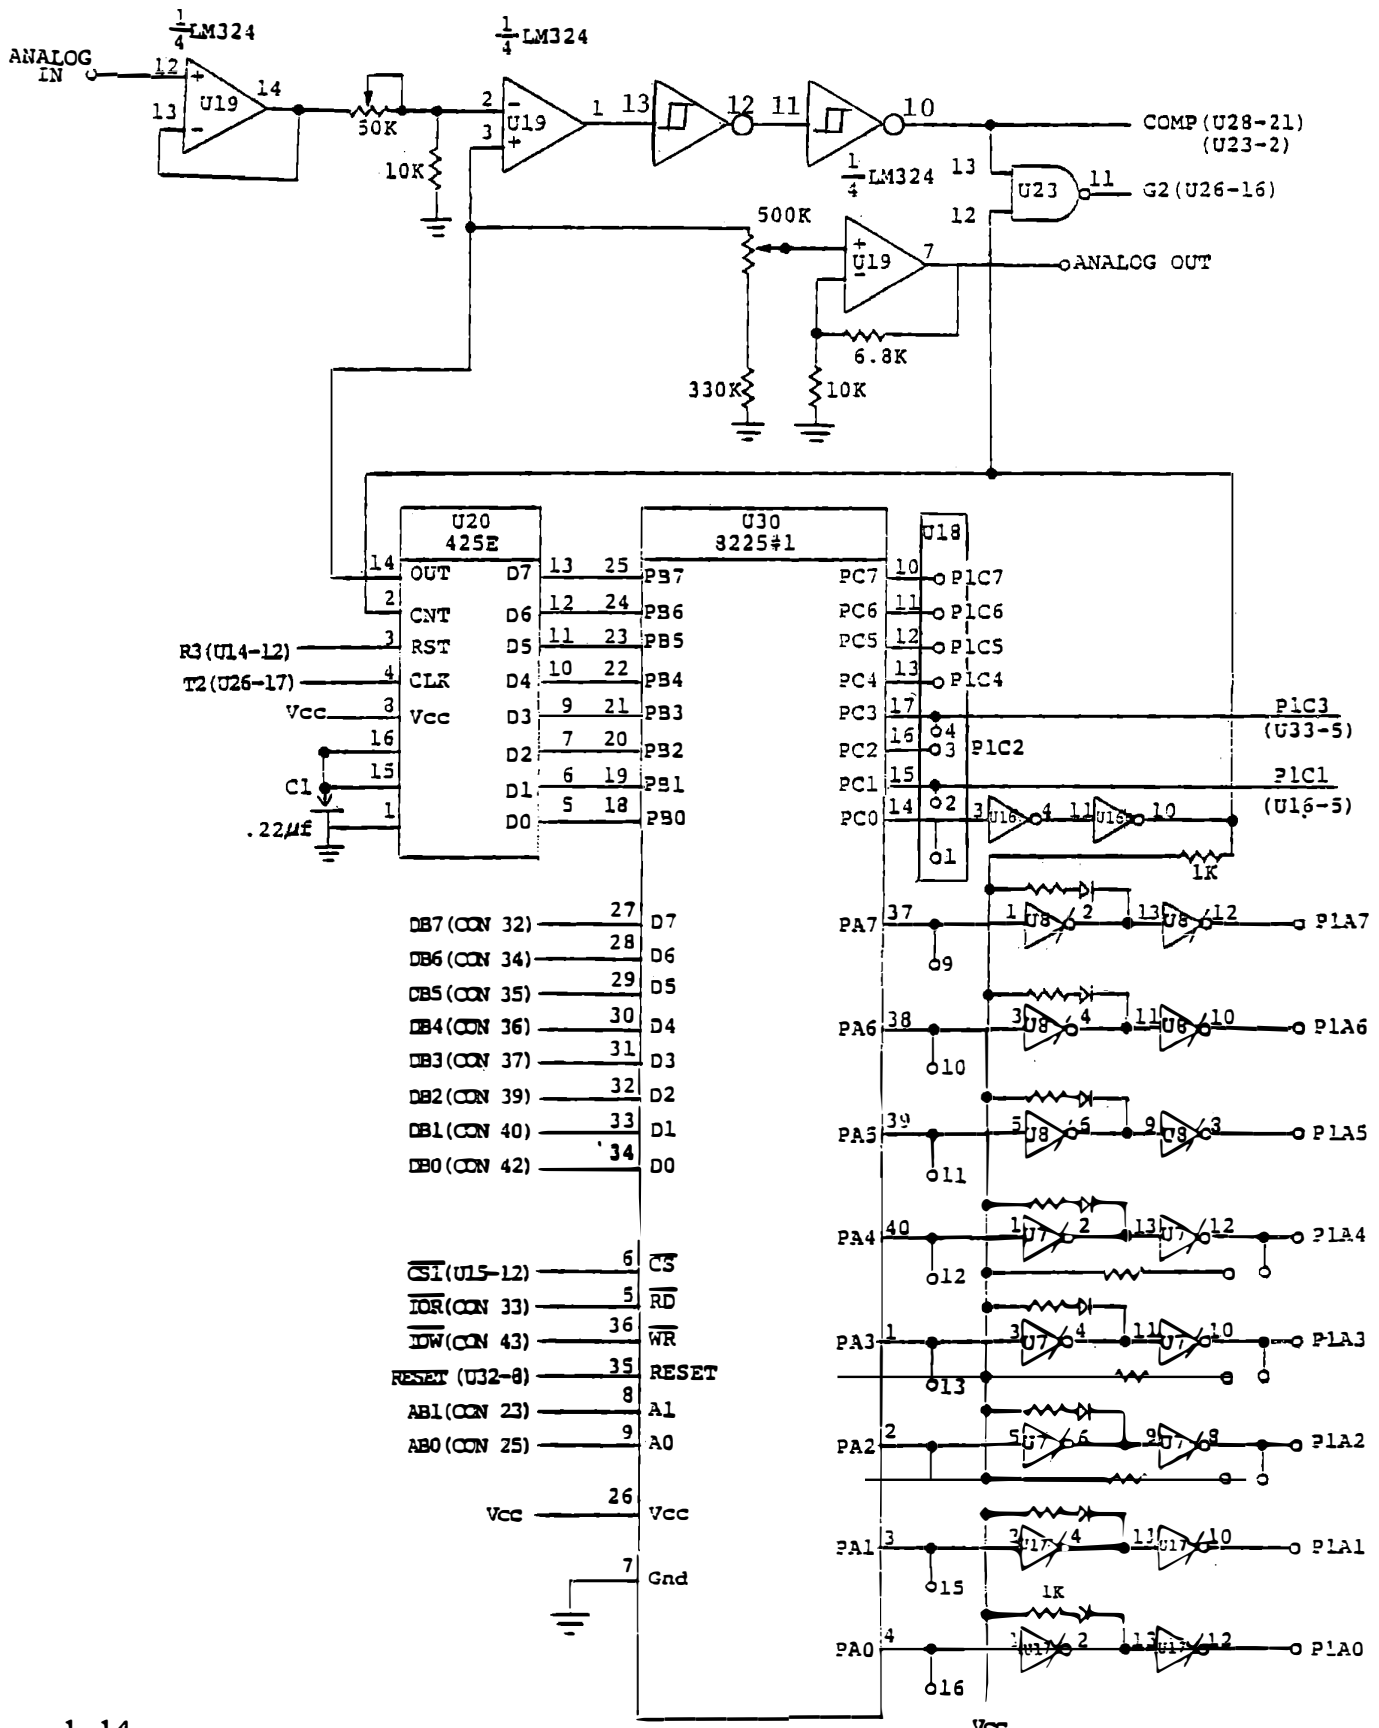 1/4 LM324
1/4 LM324
ANALOG IN
12 + U19 14
13 -
50K
10K
2 - U19 1
3 +
13 12 11 10
COMP(U28-21)
(U23-2)
1/4 LM324
13 U23 11 G2(U26-16)
12
500K
+ U19 7
-
ANALOG OUT
6.8K
330K
10K
U20
425E
U30
8225#1
U18
14 OUT D7 13 25 PB7 PC7 10 P1C7
2 CNT D6 12 24 PB6 PC6 11 P1C6
R3(U14-12) 3 RST D5 11 23 PB5 PC5 12 P1C5
T2(U26-17) 4 CLK D4 10 22 PB4 PC4 13 P1C4
Vcc 8 Vcc D3 9 21 PB3 PC3 17 4 P1C3
(U33-5)
16 D2 7 20 PB2 PC2 16 3 P1C2
C1 15 D1 6 19 PB1 PC1 15 2 P1C1
(U16-5)
.22µf 1 D0 5 18 PB0 PC0 14 1 3 U16 4 11 U16 10
1K
DB7(CON 32) 27 D7
DB6(CON 34) 28 D6
DB5(CON 35) 29 D5
DB4(CON 36) 30 D4
DB3(CON 37) 31 D3
DB2(CON 39) 32 D2
DB1(CON 40) 33 D1
DB0(CON 42) 34 D0
CS1(U15-12) 6 CS
IOR(CON 33) 5 RD
IOW(CON 43) 36 WR
RESET (U32-8) 35 RESET
AB1(CON 23) 8 A1
AB0(CON 25) 9 A0
Vcc 26 Vcc
7 Gnd
PA7 37 9 1 U8 2 13 U8 12 P1A7
PA6 38 10 3 U8 4 11 U8 10 P1A6
PA5 39 11 5 U8 6 9 U8 8 P1A5
PA4 40 12 1 U7 2 13 U7 12 P1A4
PA3 1 13 3 U7 4 11 U7 10 P1A3
PA2 2 5 U7 6 9 U7 8 P1A2
PA1 3 15 3 U17 4 11 U17 10 P1A1
1K
PA0 4 16 1 U17 2 13 U17 12 P1A0
Vcc
1-14